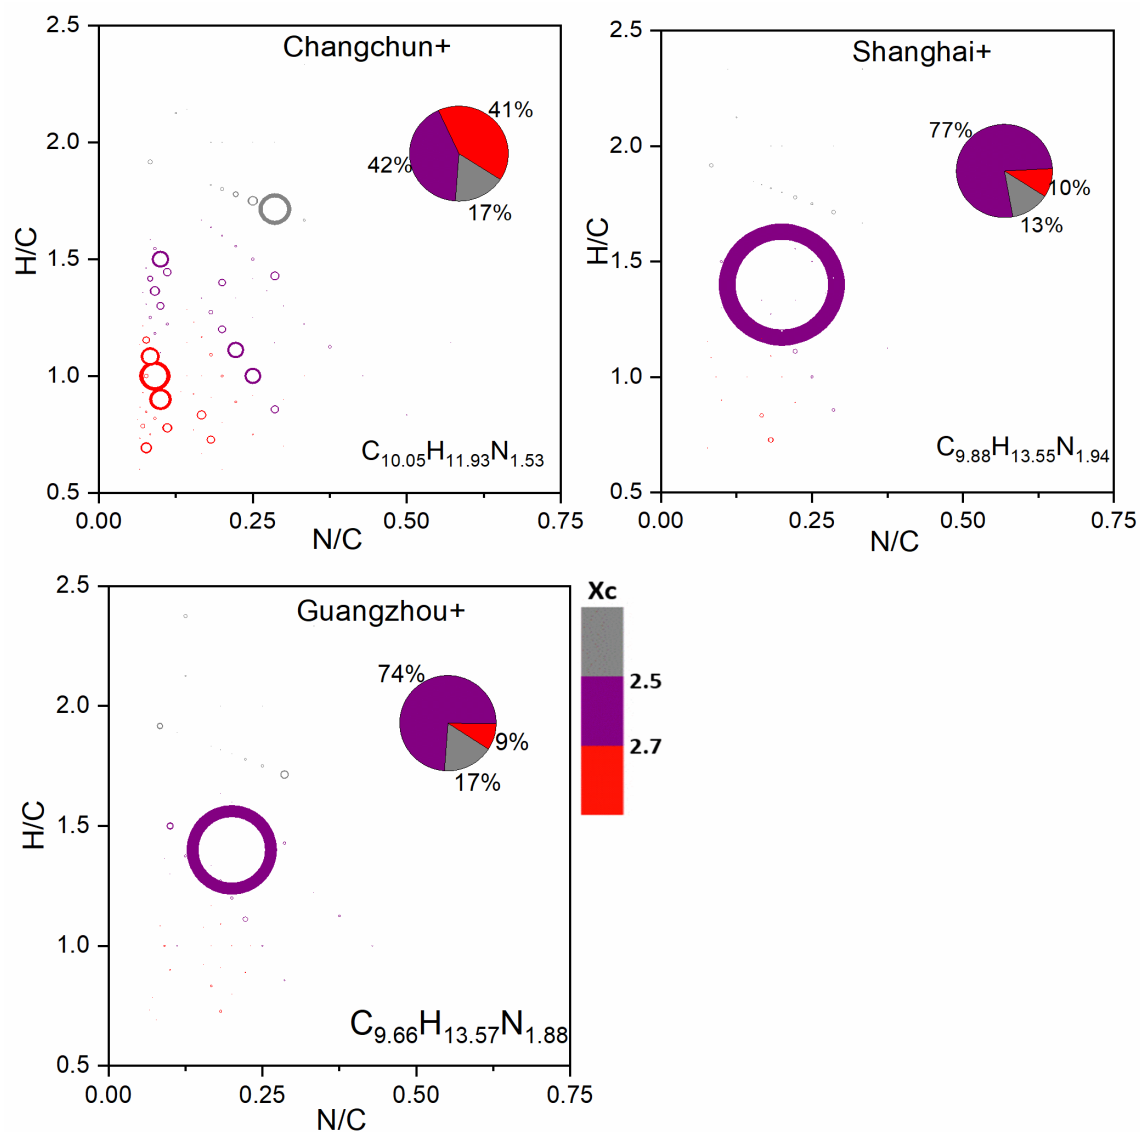 2.5
Changchun+
2.0
41%
42%
17%
H/C
1.5
1.0
C10.05H11.93N1.53
0.5
0.00 0.25 0.50 0.75
N/C
2.5
Shanghai+
2.0
77%
10%
13%
H/C
1.5
1.0
C9.88H13.55N1.94
0.5
0.00 0.25 0.50 0.75
N/C
2.5
Guangzhou+
2.0
74%
9%
17%
H/C
1.5
1.0
C9.66H13.57N1.88
0.5
0.00 0.25 0.50 0.75
N/C
Xc
2.5
2.7